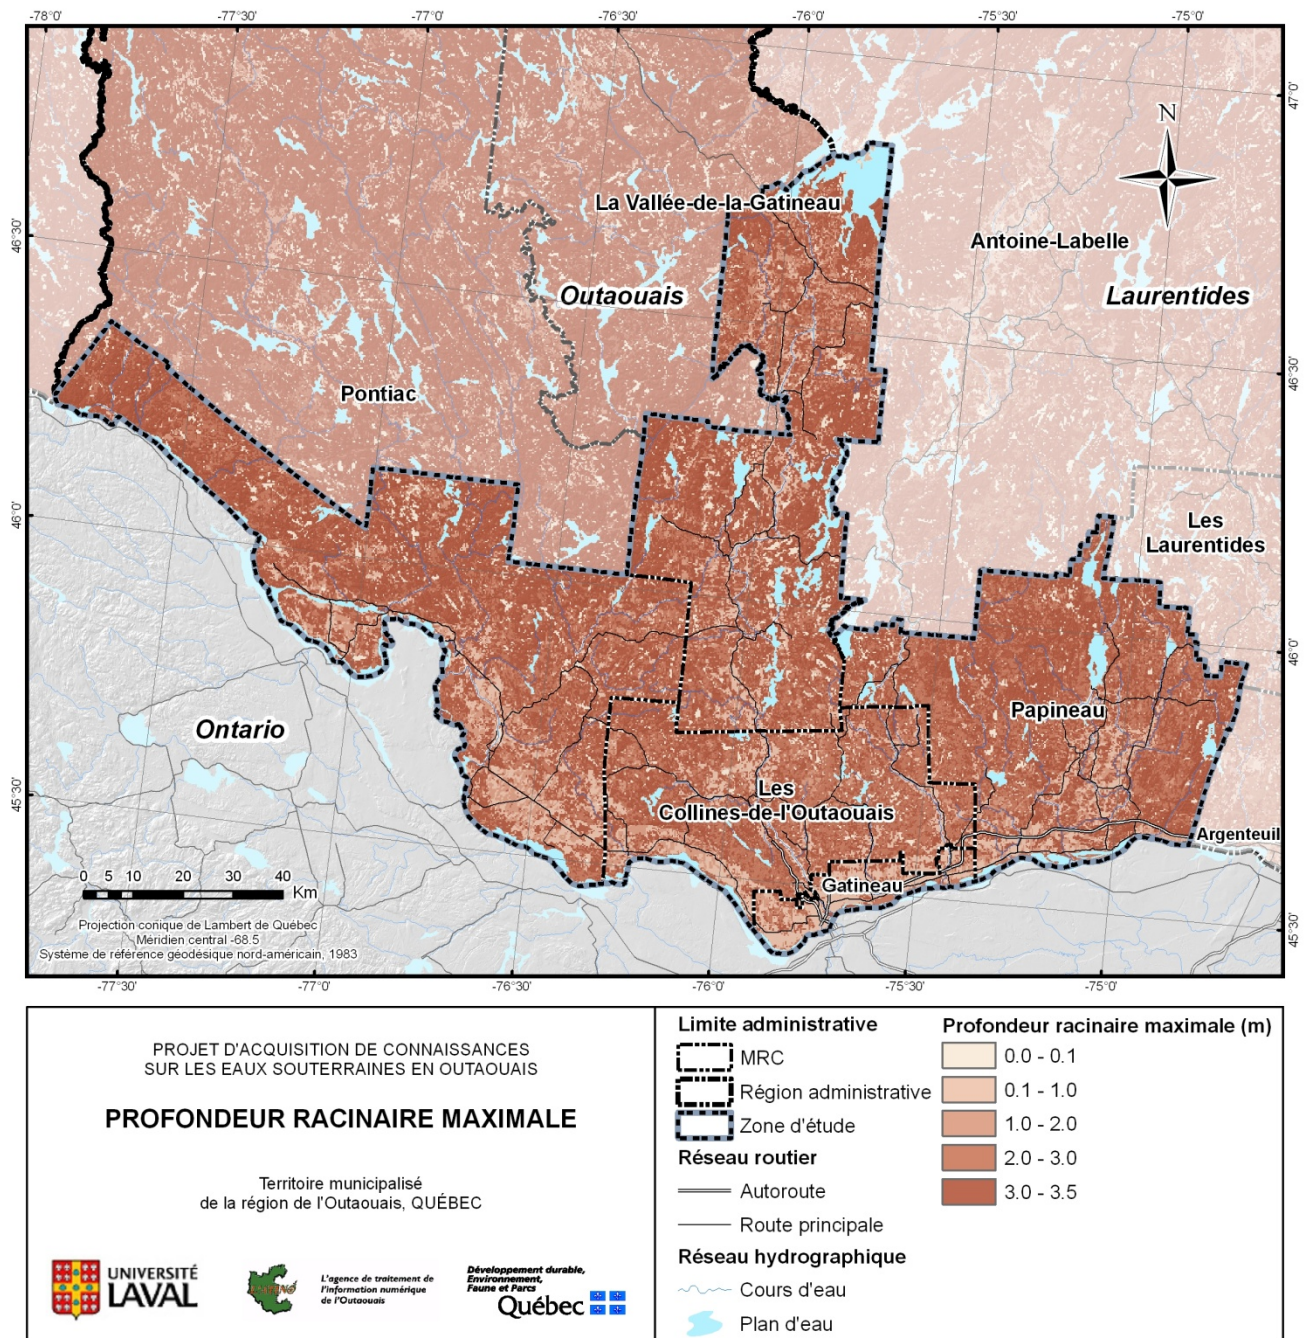 -78°0' -77°30' -77°0' -76°30' -76°0' -75°30' -75°0'
47°0'
N
La Vallée-de-la-Gatineau
Antoine-Labelle
46°30'
Outaouais
Laurentides
46°30'
Pontiac
46°0'
Les
Laurentides
46°0'
Ontario
Papineau
45°30'
Les
Collines-de-l'Outaouais
Argenteuil
Gatineau
45°30'
0 5 10 20 30 40
Km
Projection conique de Lambert de Québec
Méridien central -68.5
Système de référence géodésique nord-américain, 1983
-77°30' -77°0' -76°30' -76°0' -75°30' -75°0'
PROJET D'ACQUISITION DE CONNAISSANCES
SUR LES EAUX SOUTERRAINES EN OUTAOUAIS
PROFONDEUR RACINAIRE MAXIMALE
Territoire municipalisé
de la région de l'Outaouais, QUÉBEC
UNIVERSITÉ
LAVAL
L'agence de traitement de
l'information numérique
de l'Outaouais
Développement durable,
Environnement,
Faune et Parcs
Québec
Limite administrative
MRC
Région administrative
Zone d'étude
Réseau routier
Autoroute
Route principale
Réseau hydrographique
Cours d'eau
Plan d'eau
Profondeur racinaire maximale (m)
0.0 - 0.1
0.1 - 1.0
1.0 - 2.0
2.0 - 3.0
3.0 - 3.5